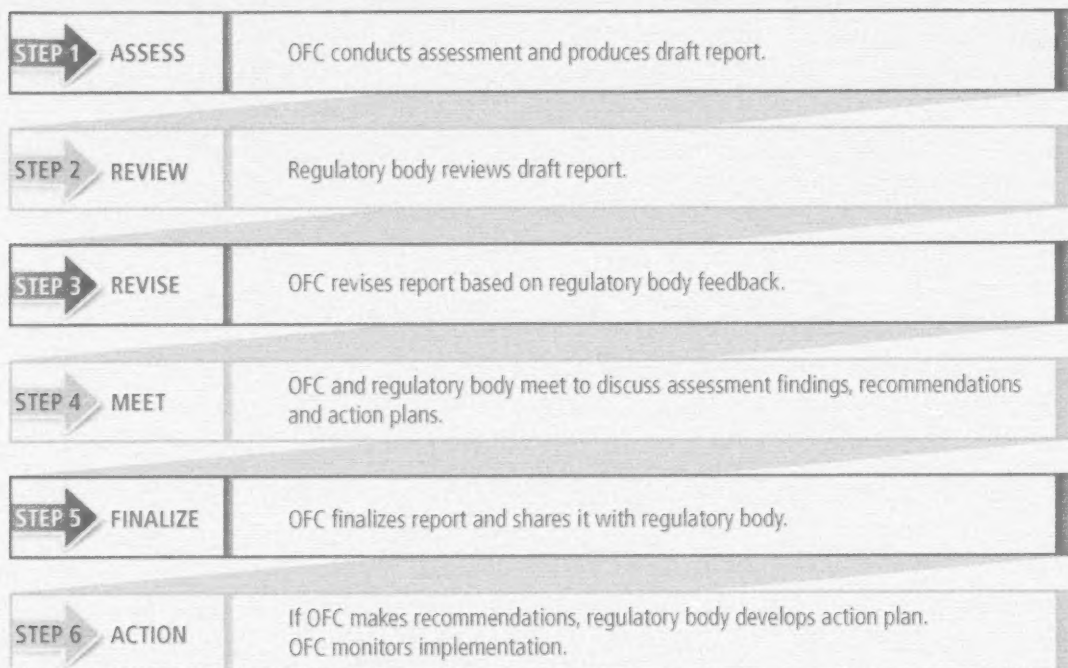 STEP 1 ASSESS OFC conducts assessment and produces draft report.
STEP 2 REVIEW Regulatory body reviews draft report.
STEP 3 REVISE OFC revises report based on regulatory body feedback.
STEP 4 MEET OFC and regulatory body meet to discuss assessment findings, recommendations
and action plans.
STEP 5 FINALIZE OFC finalizes report and shares it with regulatory body.
STEP 6 ACTION If OFC makes recommendations, regulatory body develops action plan.
OFC monitors implementation.